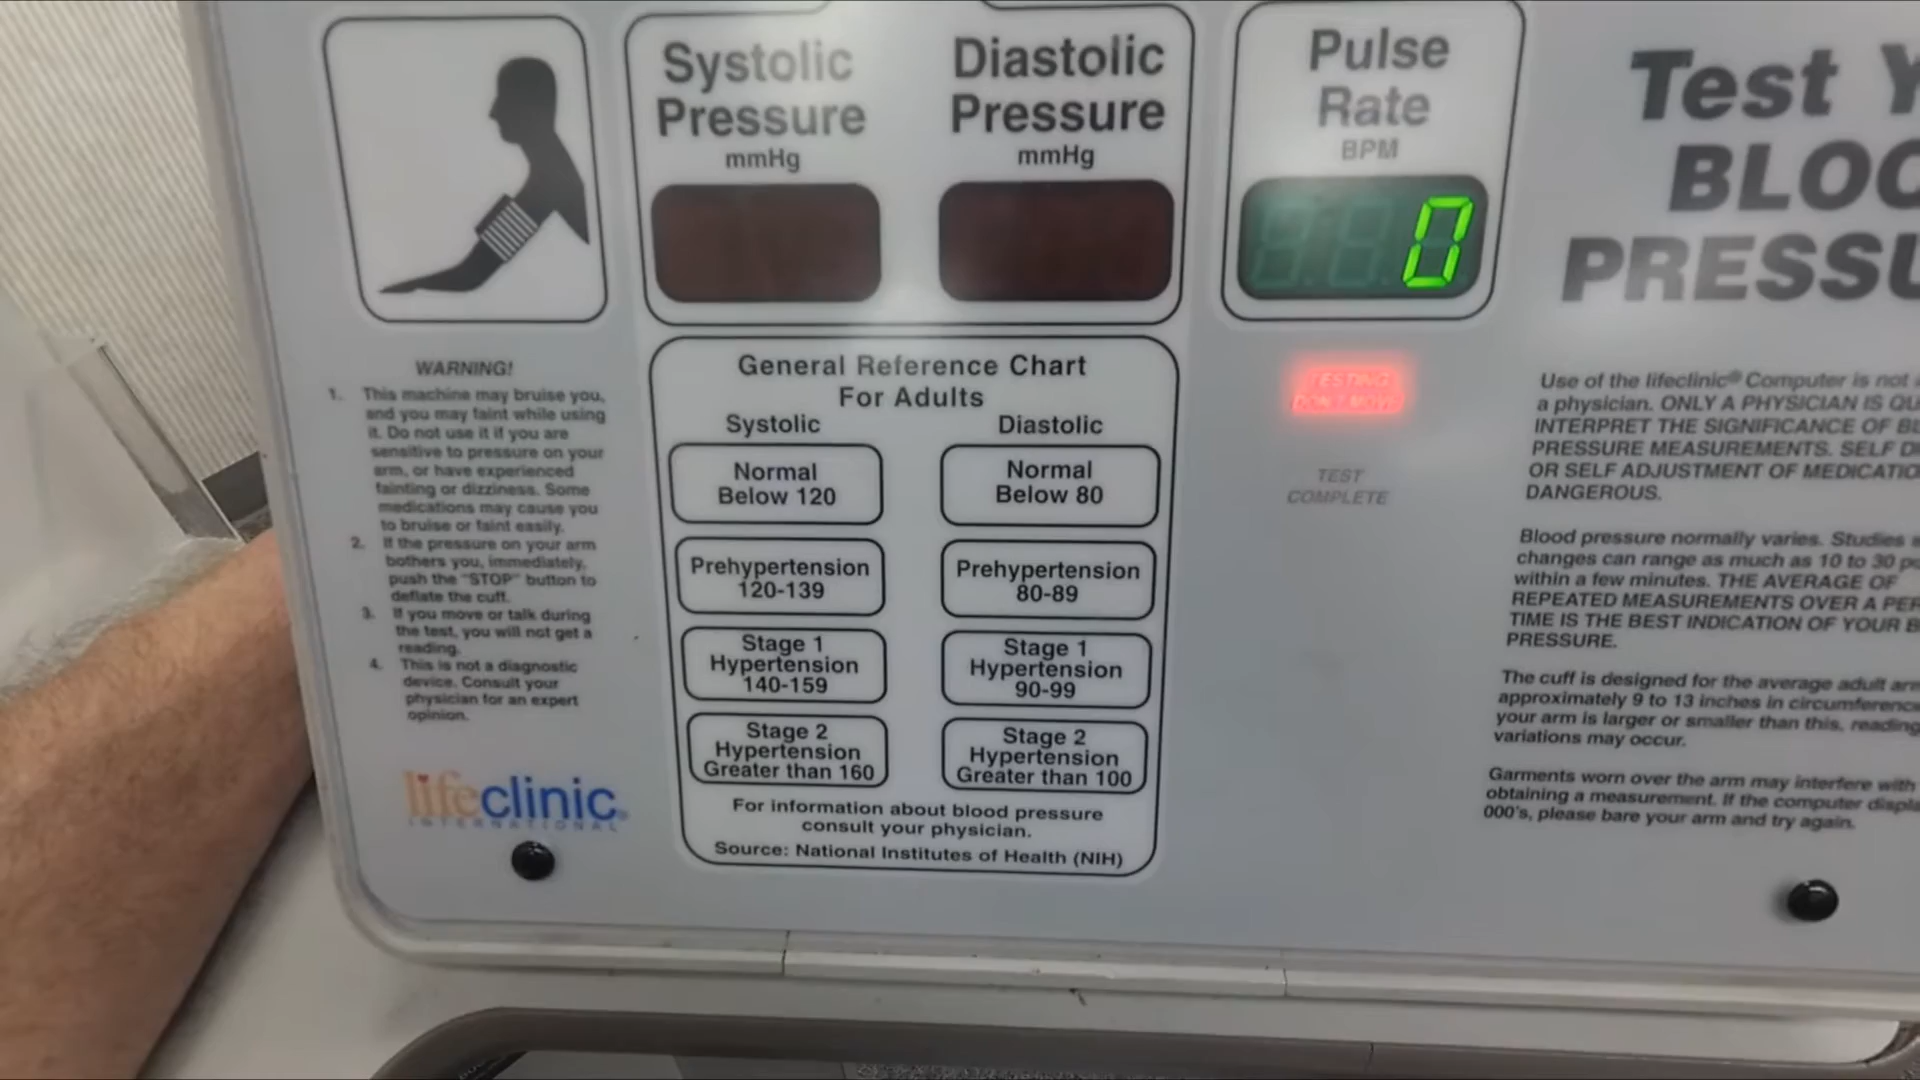 Systolic
Pressure
mmHg
Diastolic
Pressure
mmHg
Pulse
Rate
BPM
0
Test Y
BLOO
PRESSU
WARNING!
1. This machine may bruise you,
and you may faint while using
it. Do not use it if you are
sensitive to pressure on your
arm, or have experienced
fainting or dizziness. Some
medications may cause you
to bruise or faint easily.
2. If the pressure on your arm
bothers you, immediately,
push the "STOP" button to
deflate the cuff.
3. If you move or talk during
the test, you will not get a
reading.
4. This is not a diagnostic
device. Consult your
physician for an expert
opinion.
lifeclinic
INTERNATIONAL
General Reference Chart
For Adults
Systolic
Diastolic
Normal
Below 120
Normal
Below 80
Prehypertension
120-139
Prehypertension
80-89
Stage 1
Hypertension
140-159
Stage 1
Hypertension
90-99
Stage 2
Hypertension
Greater than 160
Stage 2
Hypertension
Greater than 100
For information about blood pressure
consult your physician.
Source: National Institutes of Health (NIH)
TESTING
DON'T MOVE
TEST
COMPLETE
Use of the lifeclinic® Computer is not
a physician. ONLY A PHYSICIAN IS QU
INTERPRET THE SIGNIFICANCE OF BL
PRESSURE MEASUREMENTS. SELF D
OR SELF ADJUSTMENT OF MEDICATIO
DANGEROUS.
Blood pressure normally varies. Studies
changes can range as much as 10 to 30 po
within a few minutes. THE AVERAGE OF
REPEATED MEASUREMENTS OVER A PER
TIME IS THE BEST INDICATION OF YOUR B
PRESSURE.
The cuff is designed for the average adult arm
approximately 9 to 13 inches in circumference
your arm is larger or smaller than this, reading
variations may occur.
Garments worn over the arm may interfere with
obtaining a measurement. If the computer displa
000's, please bare your arm and try again.